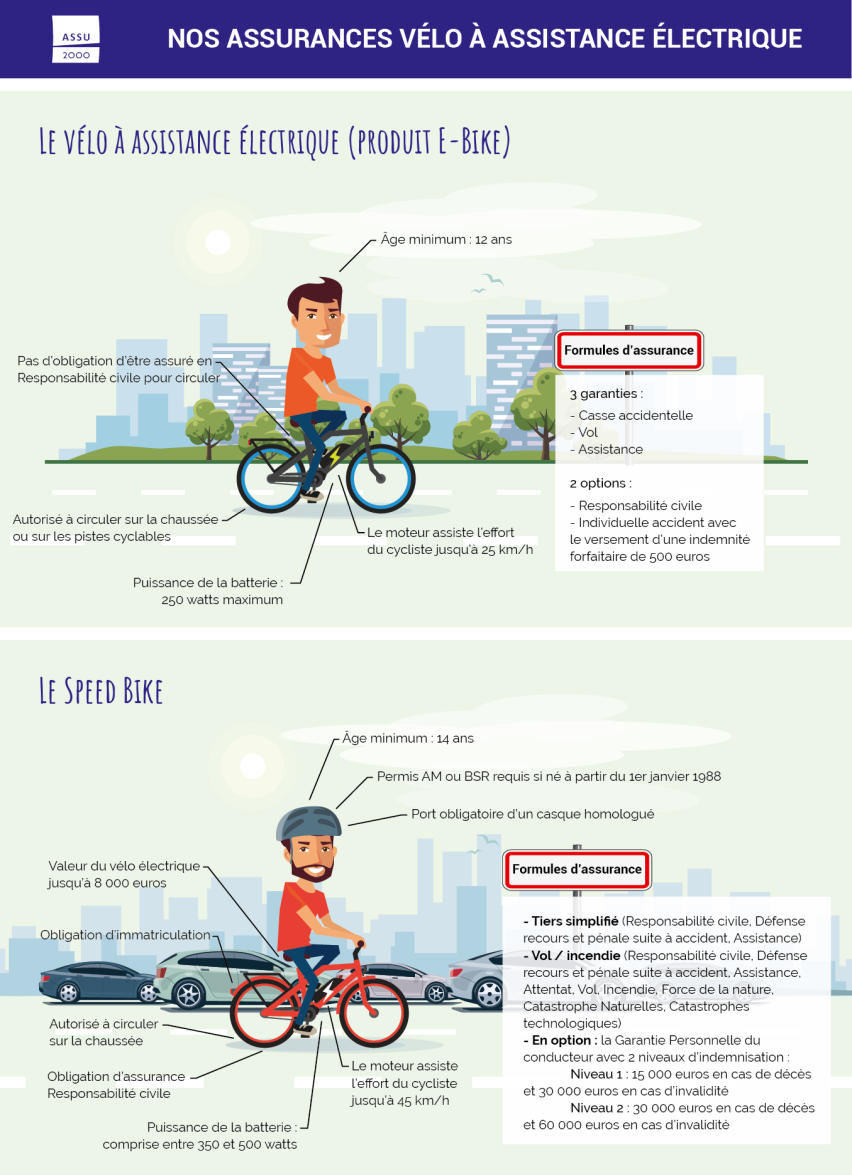 ASSU
2000
NOS ASSURANCES VÉLO À ASSISTANCE ÉLECTRIQUE
Le vélo à assistance électrique (produit E-Bike)
Âge minimum : 12 ans
Pas d'obligation d'être assuré en
Responsabilité civile pour circuler
Autorisé à circuler sur la chaussée
ou sur les pistes cyclables
Le moteur assiste l'effort
du cycliste jusqu'à 25 km/h
Puissance de la batterie :
250 watts maximum
Formules d'assurance
3 garanties :
- Casse accidentelle
- Vol
- Assistance
2 options :
- Responsabilité civile
- Individuelle accident avec
le versement d'une indemnité
forfaitaire de 500 euros
Le Speed Bike
Âge minimum : 14 ans
Permis AM ou BSR requis si né à partir du 1er janvier 1988
Port obligatoire d'un casque homologué
Valeur du vélo électrique
jusqu'à 8 000 euros
Obligation d'immatriculation
Autorisé à circuler
sur la chaussée
Obligation d'assurance
Responsabilité civile
Le moteur assiste
l'effort du cycliste
jusqu'à 45 km/h
Puissance de la batterie :
comprise entre 350 et 500 watts
Formules d'assurance
- Tiers simplifié (Responsabilité civile, Défense
recours et pénale suite à accident, Assistance)
- Vol / incendie (Responsabilité civile, Défense
recours et pénale suite à accident, Assistance,
Attentat, Vol, Incendie, Force de la nature,
Catastrophe Naturelles, Catastrophes
technologiques)
- En option : la Garantie Personnelle du
conducteur avec 2 niveaux d'indemnisation :
Niveau 1 : 15 000 euros en cas de décès
et 30 000 euros en cas d'invalidité
Niveau 2 : 30 000 euros en cas de décès
et 60 000 euros en cas d'invalidité